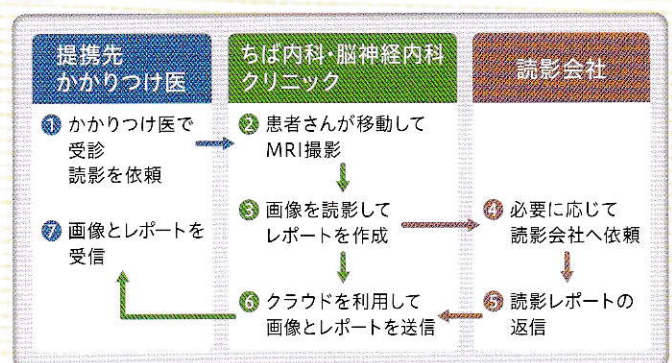 提携先
かかりつけ医
ちば内科・脳神経内科
クリニック
読影会社
❶ かかりつけ医で
受診
読影を依頼
❷ 患者さんが移動して
MRI撮影
❸ 画像を読影して
レポートを作成
❹ 必要に応じて
読影会社へ依頼
❺ 読影レポートの
返信
❻ クラウドを利用して
画像とレポートを送信
❼ 画像とレポートを
受信